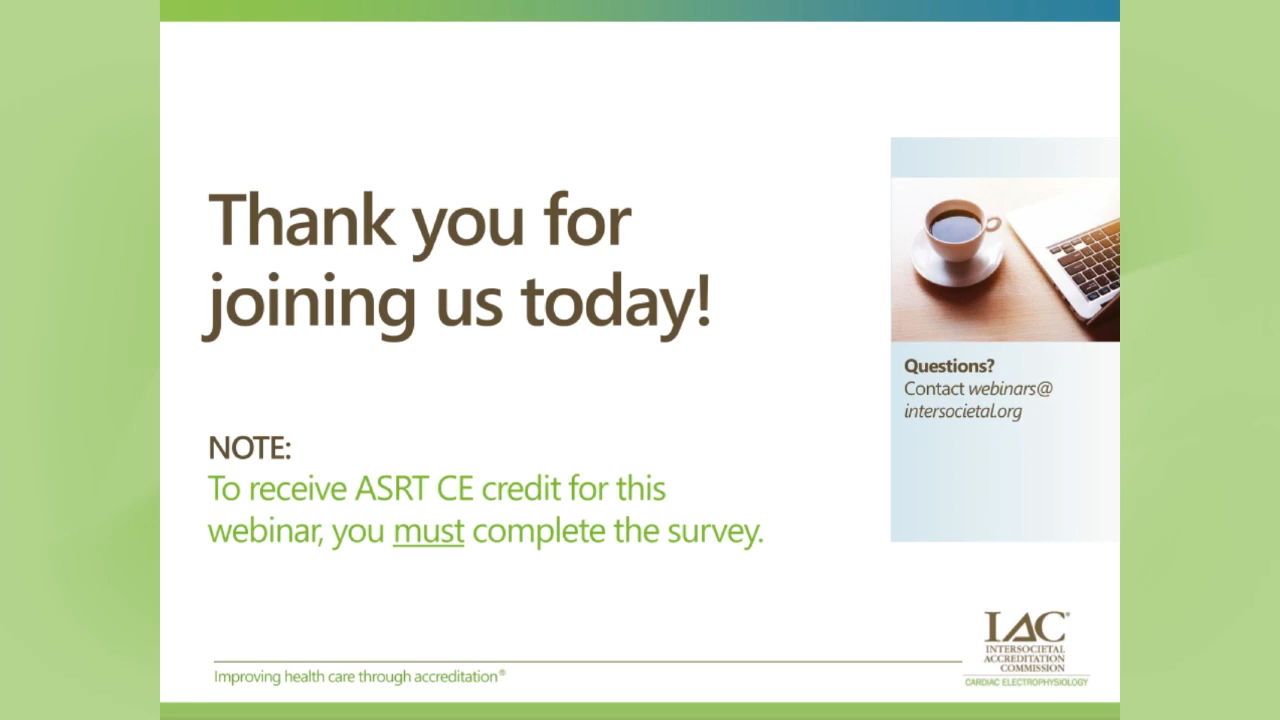 Thank you for
joining us today!
NOTE:
To receive ASRT CE credit for this
webinar, you must complete the survey.
Questions?
Contact webinars@
intersocietal.org
Improving health care through accreditation®
IAC®
INTERSOCIETAL
ACCREDITATION
COMMISSION
CARDIAC ELECTROPHYSIOLOGY